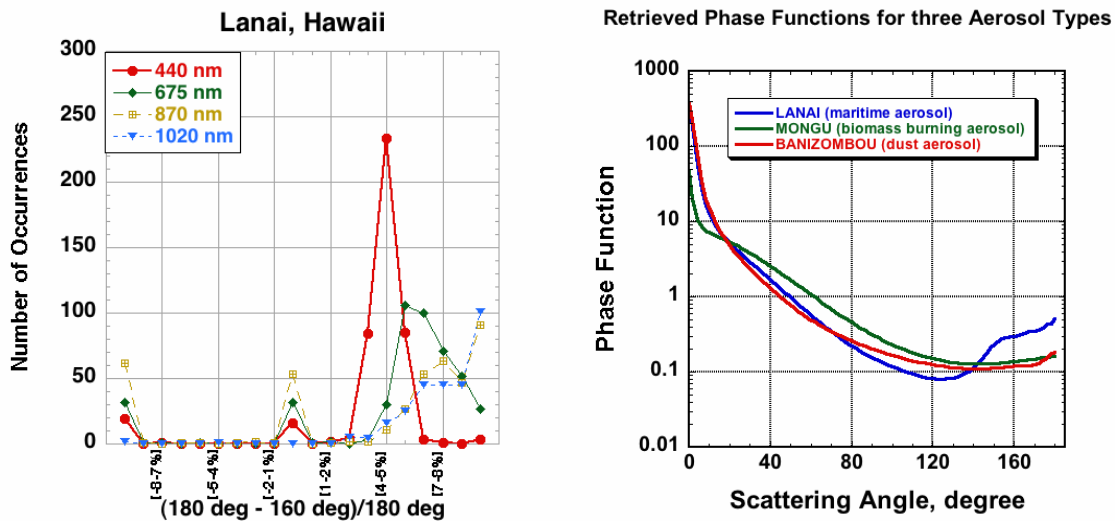 Lanai, Hawaii
300
250
200
150
100
50
0
Number of Occurrences
440 nm
675 nm
870 nm
1020 nm
[-8-7%]
[-5-4%]
[-2-1%]
[1-2%]
[4-5%]
[7-8%]
(180 deg - 160 deg)/180 deg
Retrieved Phase Functions for three Aerosol Types
1000
100
10
1
0.1
0.01
Phase Function
LANAI (maritime aerosol)
MONGU (biomass burning aerosol)
BANIZOMBOU (dust aerosol)
0 40 80 120 160
Scattering Angle, degree